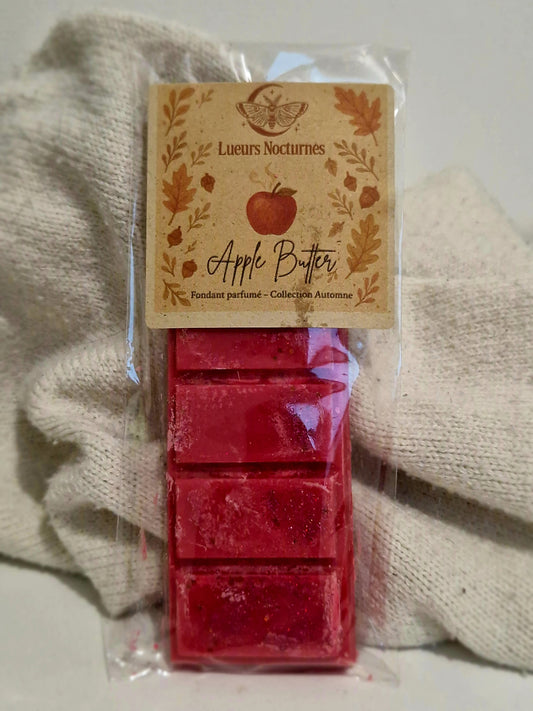 Lueurs Nocturnes
Apple Butter
Fondant parfumé – Collection Automne